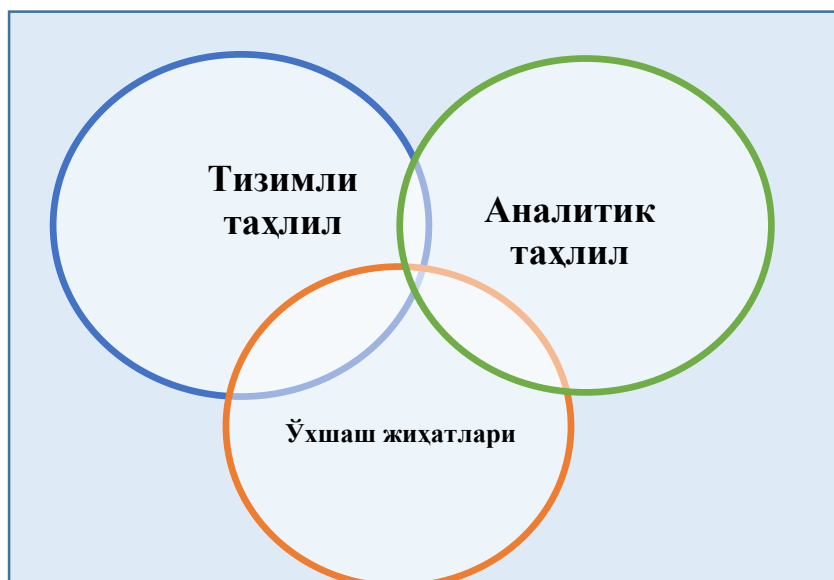 Тизимли
таҳлил
Аналитик
таҳлил
Ўхшаш жиҳатлари